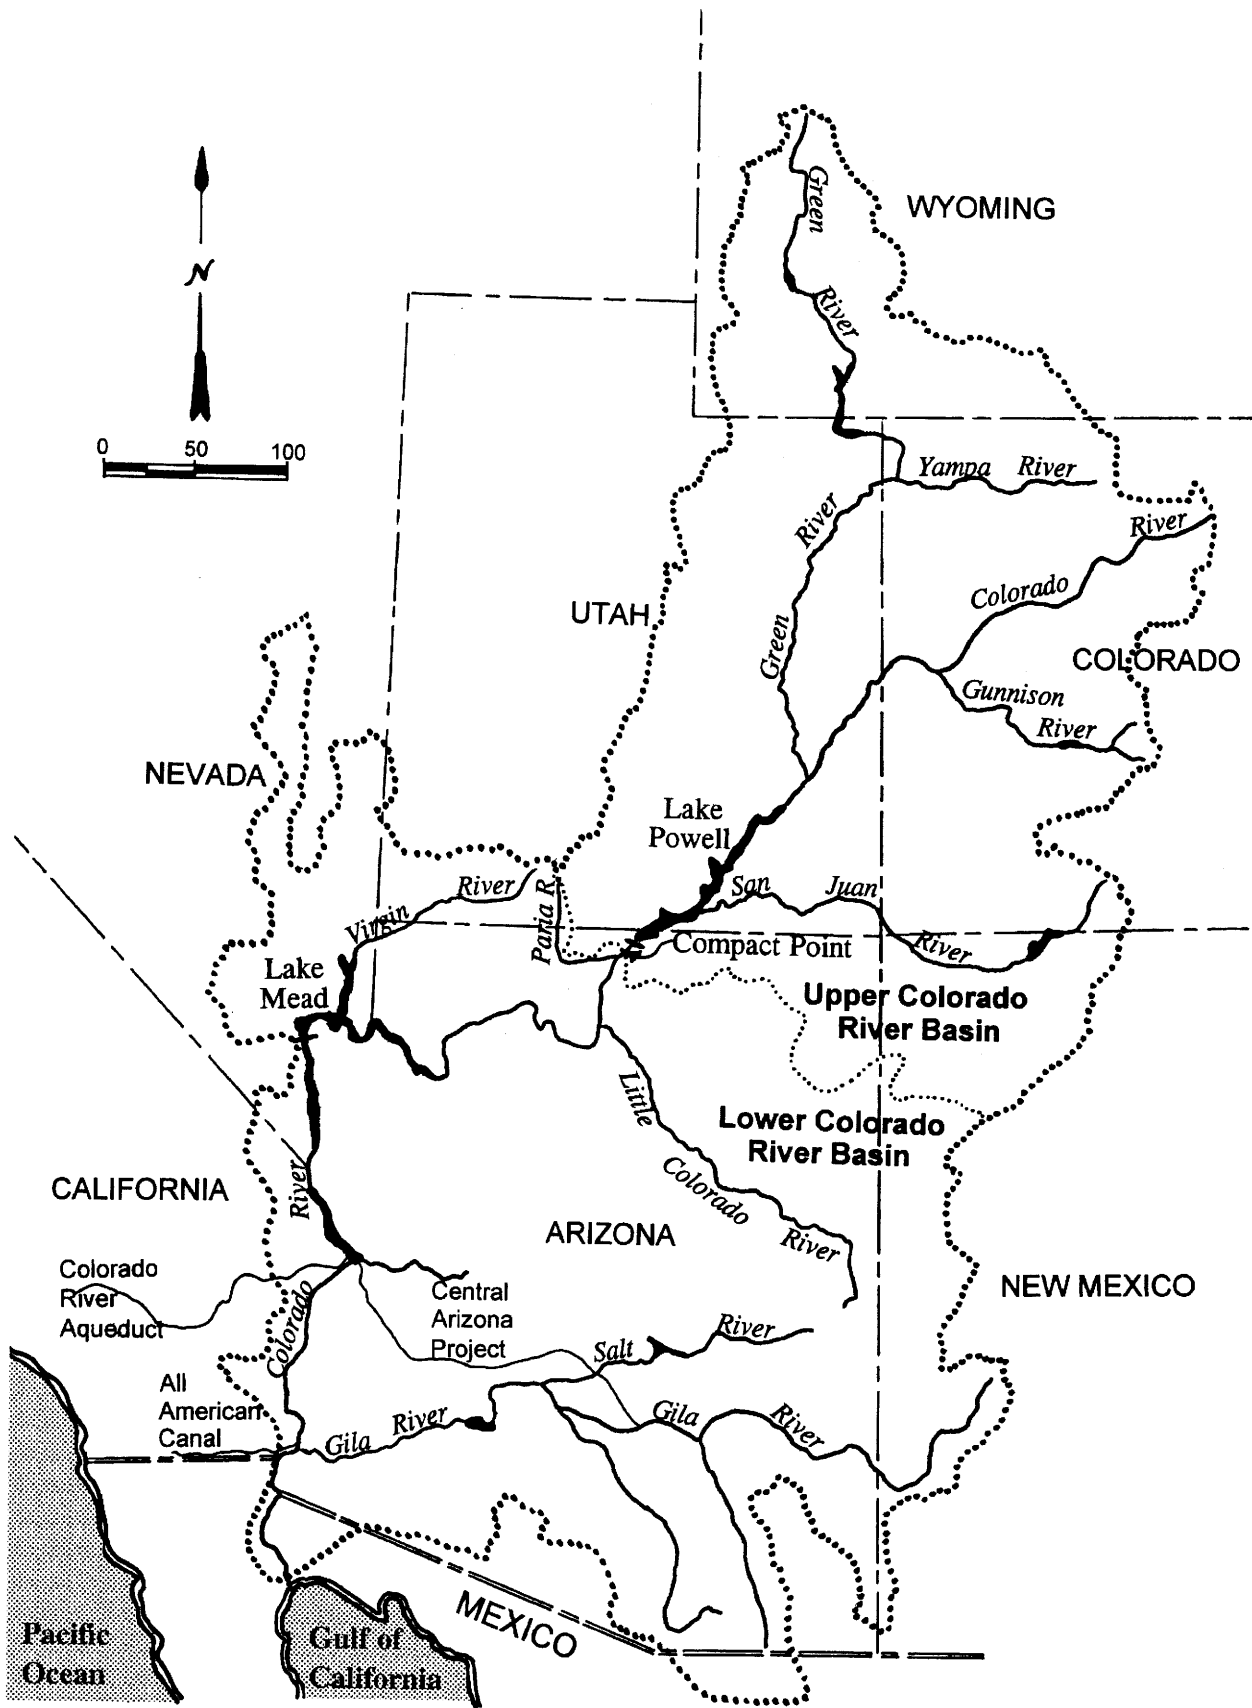 WYOMING
Green
River
N
0 50 100
Yampa River
River
Colorado
River
Green
UTAH
COLORADO
Gunnison
River
NEVADA
Lake
Powell
San Juan
River
Virgin River
Paria R.
Compact Point
Lake
Mead
Upper Colorado
River Basin
Little
Colorado
River
Lower Colorado
River Basin
CALIFORNIA
River
Colorado
ARIZONA
NEW MEXICO
Colorado
River
Aqueduct
Central
Arizona
Project
Salt River
All
American
Canal
Gila River
Gila River
MEXICO
Pacific
Ocean
Gulf of
California